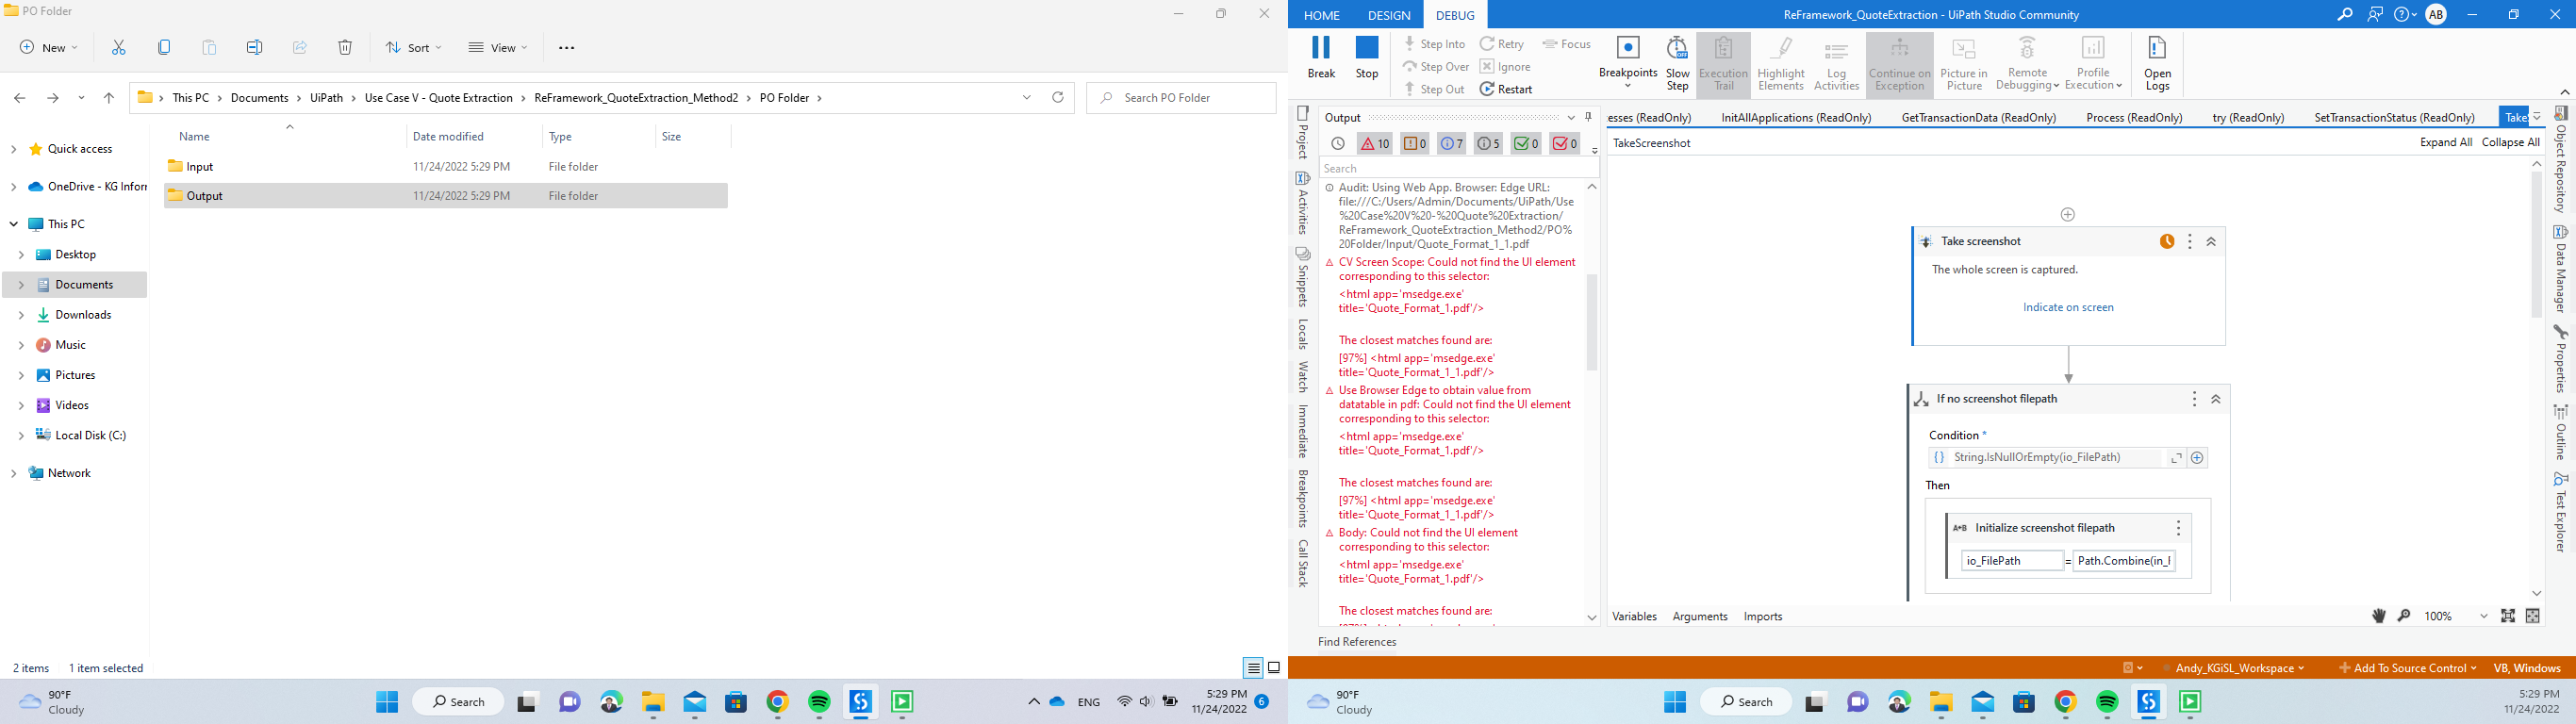 PO Folder
New
Sort
View
This PC
Documents
UiPath
Use Case V - Quote Extraction
ReFramework_QuoteExtraction_Method2
PO Folder
Search PO Folder
Name
Date modified
Type
Size
Quick access
OneDrive - KG Inforr
This PC
Desktop
Documents
Downloads
Music
Pictures
Videos
Local Disk (C:)
Network
Input 11/24/2022 5:29 PM File folder
Output 11/24/2022 5:29 PM File folder
2 items 1 item selected
90°F
Cloudy
Search
ENG
5:29 PM
11/24/2022
6
HOME DESIGN DEBUG
ReFramework_QuoteExtraction - UiPath Studio Community
AB
Break
Stop
Step Into
Step Over
Step Out
Retry
Ignore
Restart
Focus
Breakpoints
Slow
Step
Execution
Trail
Highlight
Elements
Log
Activities
Continue on
Exception
Picture in
Picture
Remote
Debugging
Profile
Execution
Open
Logs
Project
Activities
Snippets
Locals
Watch
Immediate
Breakpoints
Call Stack
Output
10 0 7 5 0 0
Search
Audit: Using Web App. Browser: Edge URL:
file:///C:/Users/Admin/Documents/UiPath/Use
%20Case%20V%20-%20Quote%20Extraction/
ReFramework_QuoteExtraction_Method2/PO%
20Folder/Input/Quote_Format_1_1.pdf
CV Screen Scope: Could not find the UI element
corresponding to this selector:
<html app='msedge.exe'
title='Quote_Format_1.pdf'/>
The closest matches found are:
[97%] <html app='msedge.exe'
title='Quote_Format_1_1.pdf'/>
Use Browser Edge to obtain value from
datatable in pdf: Could not find the UI element
corresponding to this selector:
<html app='msedge.exe'
title='Quote_Format_1.pdf'/>
The closest matches found are:
[97%] <html app='msedge.exe'
title='Quote_Format_1_1.pdf'/>
Body: Could not find the UI element
corresponding to this selector:
<html app='msedge.exe'
title='Quote_Format_1.pdf'/>
The closest matches found are:
Find References
esses (ReadOnly) InitAllApplications (ReadOnly) GetTransactionData (ReadOnly) Process (ReadOnly) try (ReadOnly) SetTransactionStatus (ReadOnly) Take
TakeScreenshot
Expand All Collapse All
Take screenshot
The whole screen is captured.
Indicate on screen
If no screenshot filepath
Condition *
String.IsNullOrEmpty(io_FilePath)
Then
A+B Initialize screenshot filepath
io_FilePath = Path.Combine(in_F
Variables Arguments Imports
100%
Object Repository
Data Manager
Properties
Outline
Test Explorer
Andy_KGiSL_Workspace
Add To Source Control
VB, Windows
90°F
Cloudy
Search
5:29 PM
11/24/2022